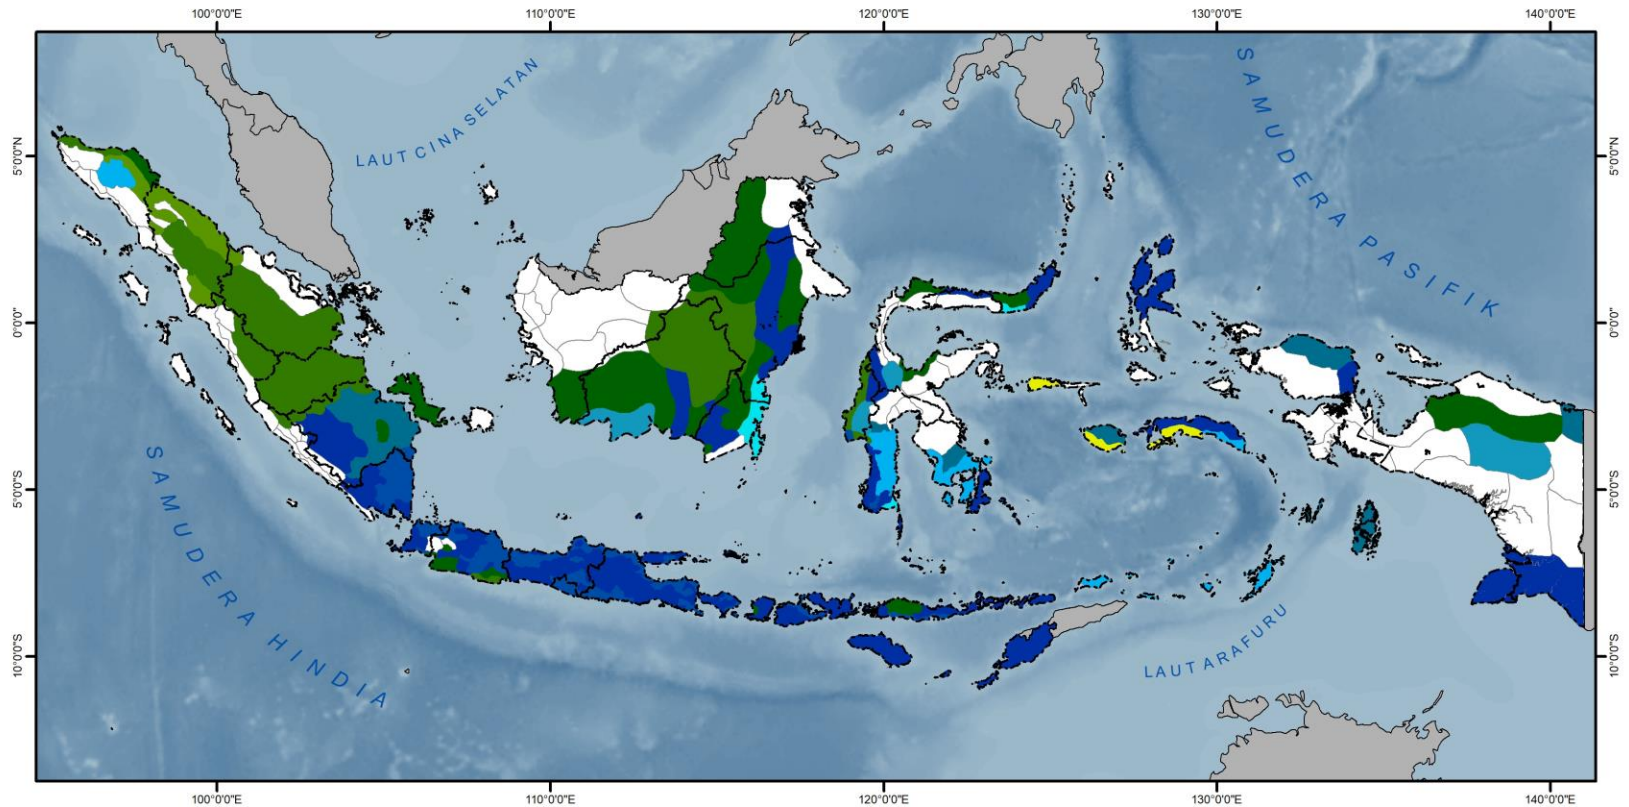 100°0'0"E 110°0'0"E 120°0'0"E 130°0'0"E 140°0'0"E
LAUT CINA SELATAN
SAMUDERA PASIFIK
5°0'0"N 5°0'0"N
0°0'0" 0°0'0"
5°0'0"S 5°0'0"S
10°0'0"S 10°0'0"S
SAMUDERA HINDIA
LAUT ARAFURU
100°0'0"E 110°0'0"E 120°0'0"E 130°0'0"E 140°0'0"E